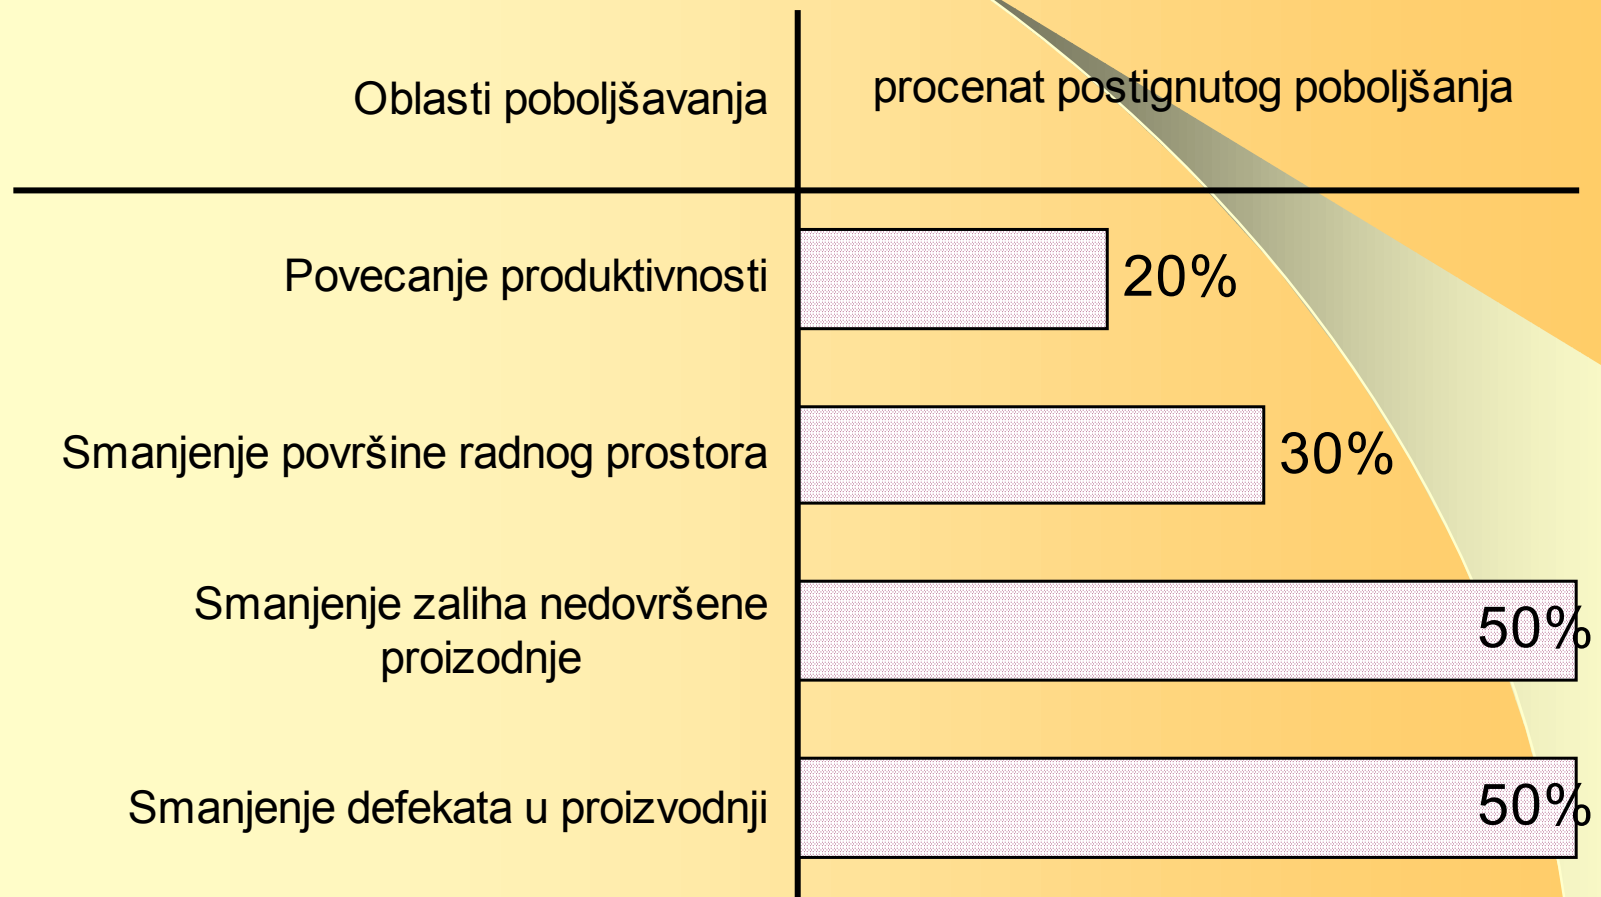 Oblasti poboljšavanja
procenat postignutog poboljšanja
Povecanje produktivnosti
20%
Smanjenje površine radnog prostora
30%
Smanjenje zaliha nedovršene
proizodnje
50%
Smanjenje defekata u proizvodnji
50%